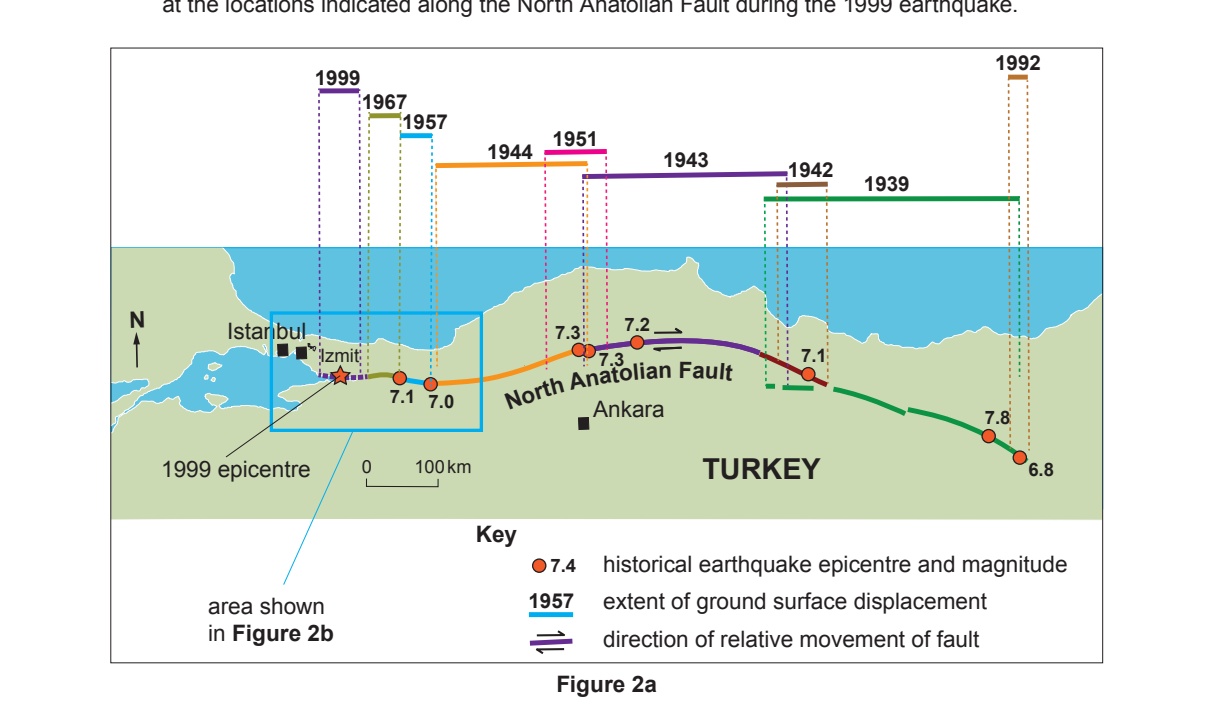 at the locations indicated along the North Anatolian Fault during the 1999 earthquake.
1992
1999
1967
1957
1944
1951
1943
1942
1939
N
Istanbul
Izmit
7.3
7.2
7.3
7.1
7.1
7.0
North Anatolian Fault
Ankara
7.8
6.8
1999 epicentre
0 100 km
TURKEY
Key
7.4 historical earthquake epicentre and magnitude
1957 extent of ground surface displacement
direction of relative movement of fault
area shown
in Figure 2b
Figure 2a